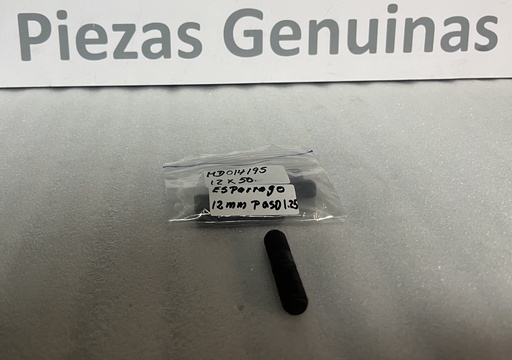 Piezas Genuinas
MD014195
12 x 50.
Esparrago
12mm Paso 1.25